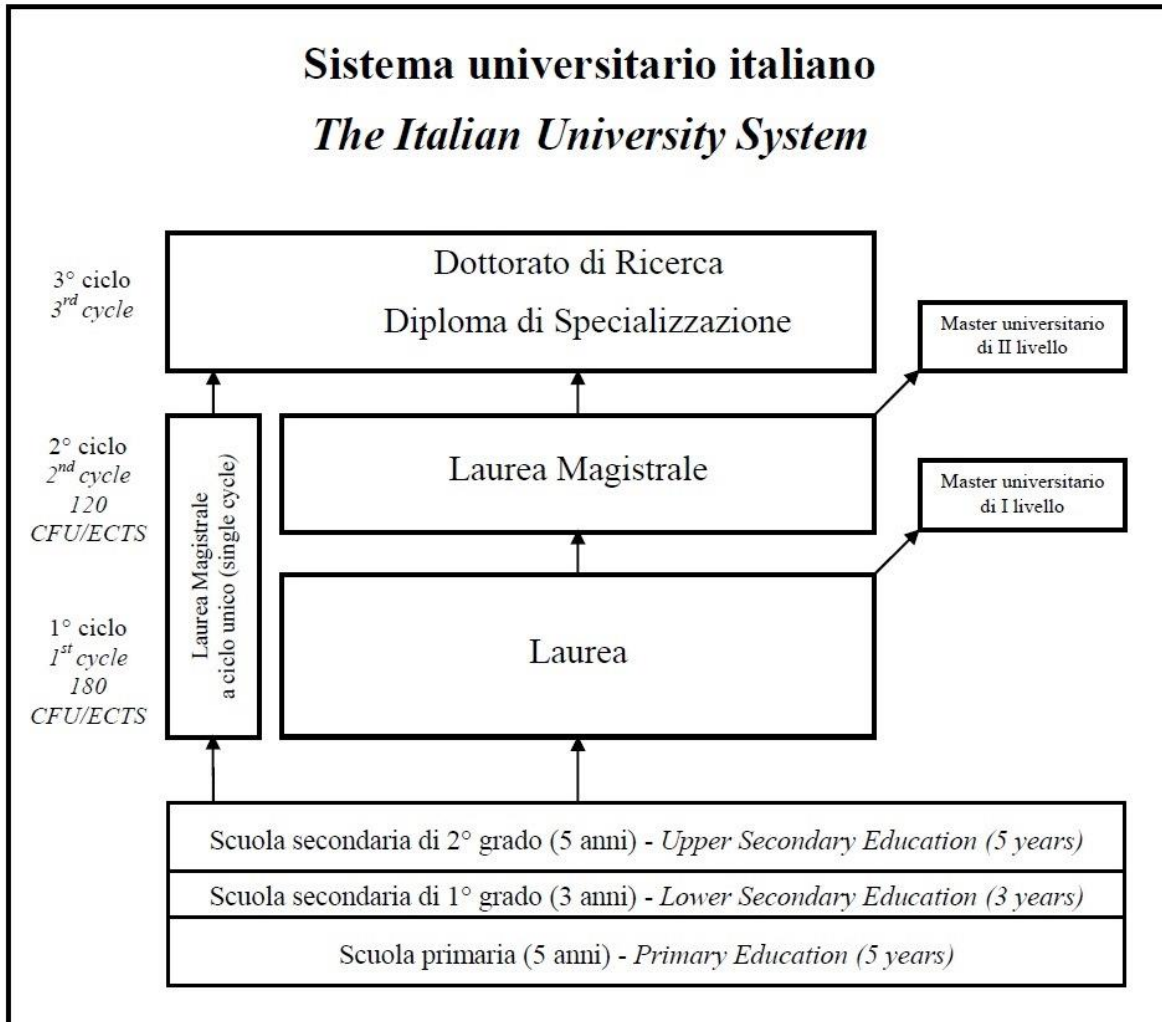 Sistema universitario italiano
The Italian University System
3° ciclo
3rd cycle
Dottorato di Ricerca
Diploma di Specializzazione
Master universitario
di II livello
2° ciclo
2nd cycle
120
CFU/ECTS
Laurea Magistrale
a ciclo unico (single cycle)
Laurea Magistrale
Master universitario
di I livello
1° ciclo
1st cycle
180
CFU/ECTS
Laurea
Scuola secondaria di 2° grado (5 anni) - Upper Secondary Education (5 years)
Scuola secondaria di 1° grado (3 anni) - Lower Secondary Education (3 years)
Scuola primaria (5 anni) - Primary Education (5 years)